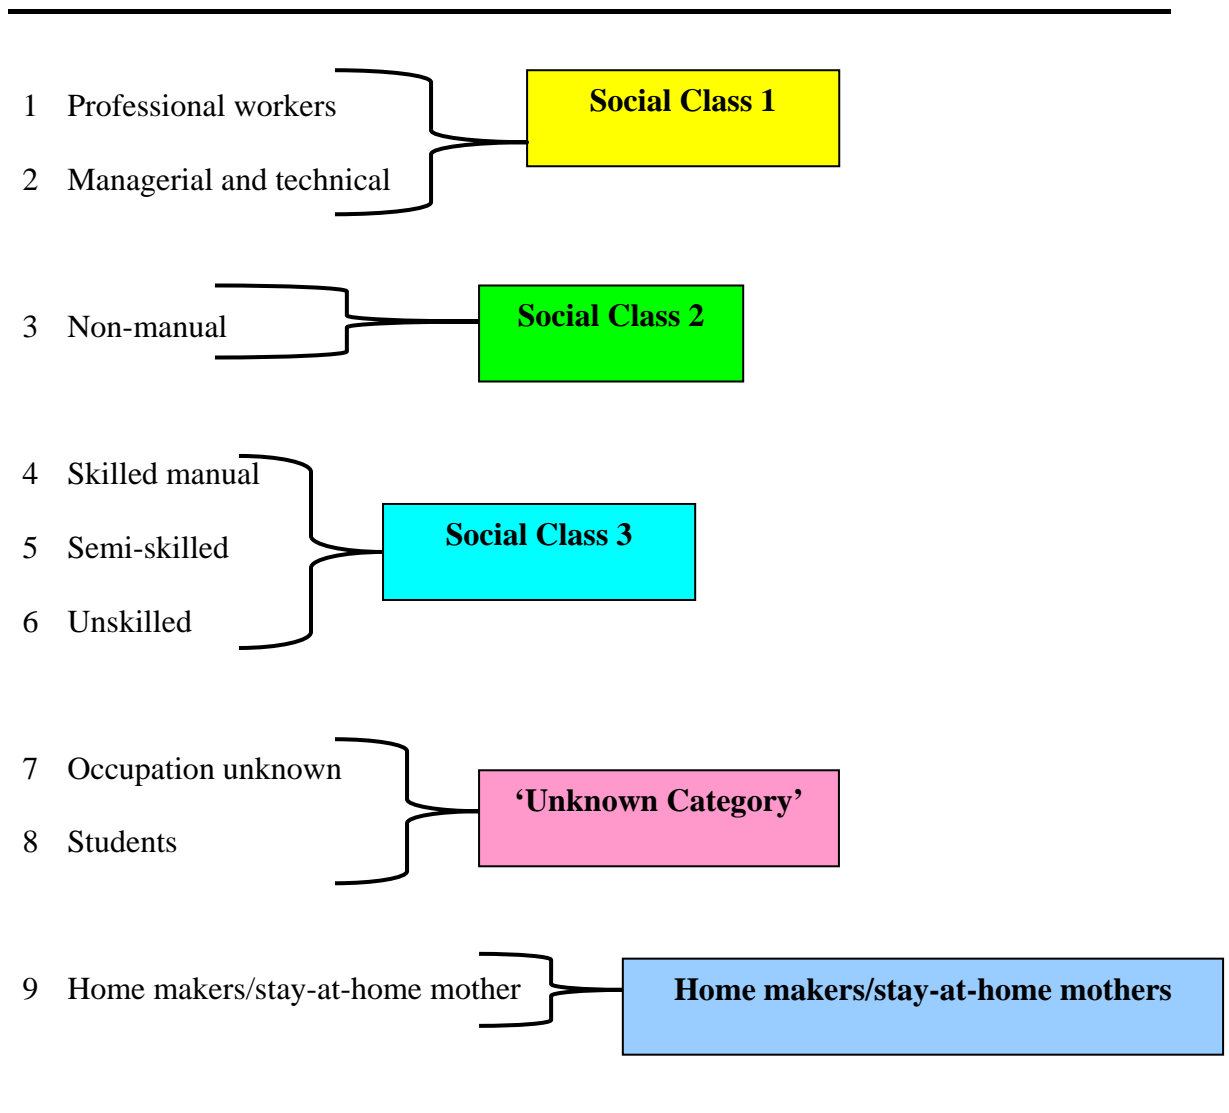 1 Professional workers
Social Class 1
2 Managerial and technical
3 Non-manual
Social Class 2
4 Skilled manual
5 Semi-skilled
Social Class 3
6 Unskilled
7 Occupation unknown
‘Unknown Category’
8 Students
9 Home makers/stay-at-home mother
Home makers/stay-at-home mothers